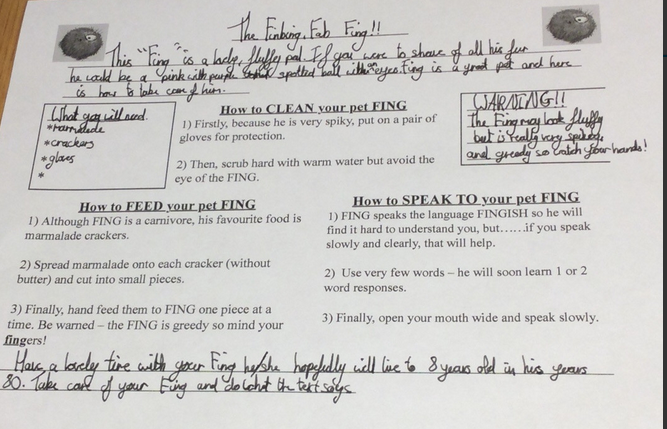 The Finbing, Fab Fing!!
This "Fing" is a lovely, fluffy pal If you were to shave of all his fur
he would be a pink with purple spotted ball with eyes. Fing is a great pet and here
is how to take care of him.
What you will need.
*marmalade
*crackers
*gloves
*
How to CLEAN your pet FING
1) Firstly, because he is very spiky, put on a pair of
gloves for protection.
2) Then, scrub hard with warm water but avoid the
eye of the FING.
WARNING!!
The Fing may look fluffy
but is really very
and greedy so watch your hands!
How to FEED your pet FING
1) Although FING is a carnivore, his favourite food is
marmalade crackers.
2) Spread marmalade onto each cracker (without
butter) and cut into small pieces.
3) Finally, hand feed them to FING one piece at a
time. Be warned – the FING is greedy so mind your
fingers!
How to SPEAK TO your pet FING
1) FING speaks the language FINGISH so he will
find it hard to understand you, but……if you speak
slowly and clearly, that will help.
2) Use very few words – he will soon learn 1 or 2
word responses.
3) Finally, open your mouth wide and speak slowly.
Have a lovely time with your Fing he/she hopefully will live to 8 years old in his years
80. Take care of your Fing and do what the text says